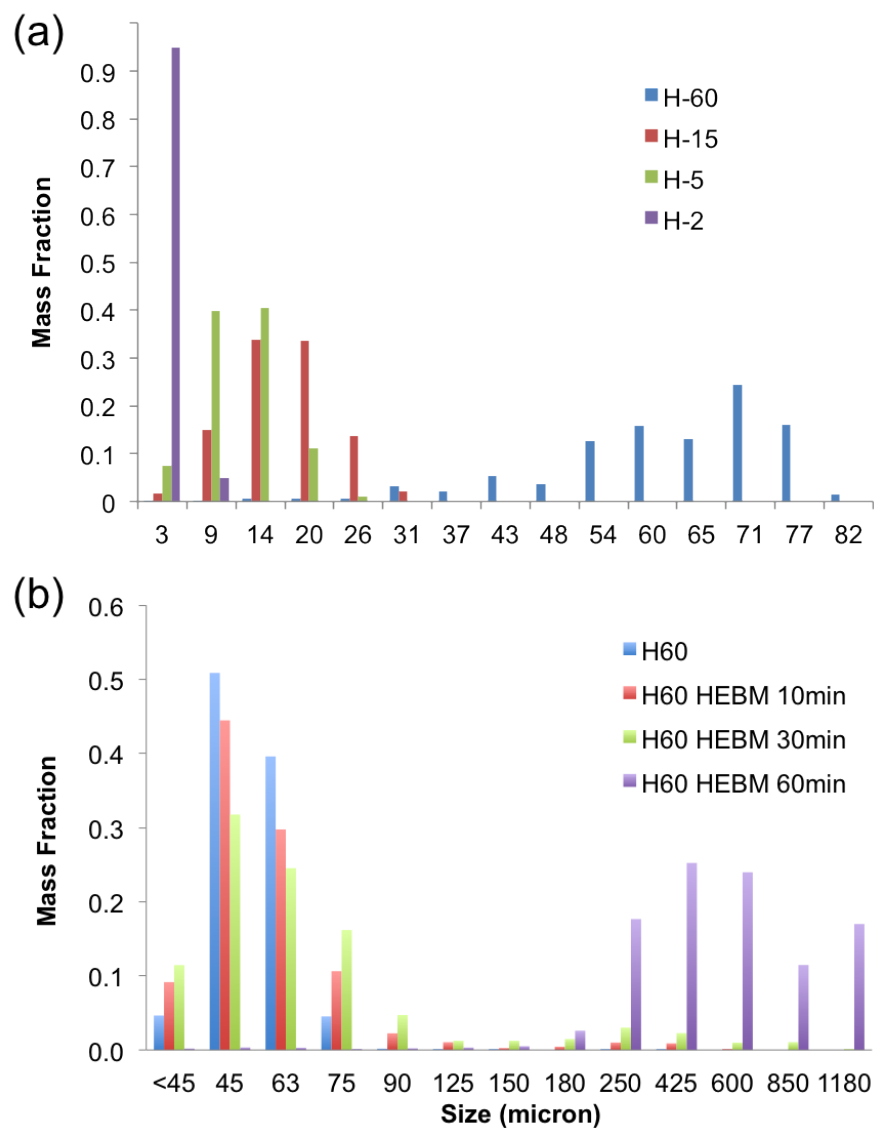 (a)
0.9
0.8
0.7
0.6
0.5
0.4
0.3
0.2
0.1
0
Mass Fraction
H-60
H-15
H-5
H-2
3 9 14 20 26 31 37 43 48 54 60 65 71 77 82
(b)
0.6
0.5
0.4
0.3
0.2
0.1
0.0
Mass Fraction
H60
H60 HEBM 10min
H60 HEBM 30min
H60 HEBM 60min
<45 45 63 75 90 125 150 180 250 425 600 850 1180
Size (micron)